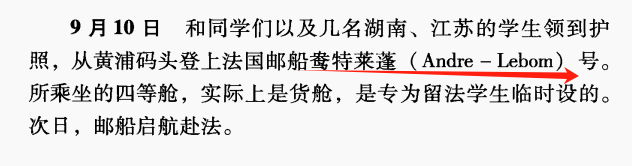 9月10日 和同学们以及几名湖南、江苏的学生领到护
照，从黄浦码头登上法国邮船鸯特莱蓬（Andre－Lebom）号。
所乘坐的四等舱，实际上是货舱，是专为留法学生临时设的。
次日，邮船启航赴法。